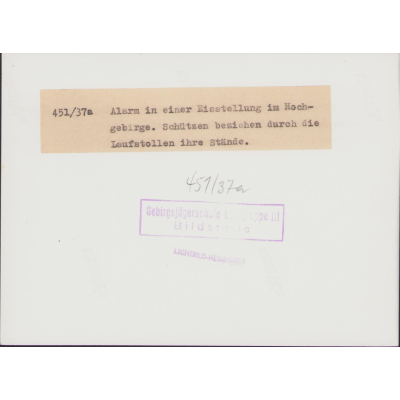 451/37a Alarm in einer Eisstellung im Hoch-
gebirge. Schützen beziehen durch die
Laufstollen ihre Stände.
451/37a
Gebirgsjägerschule
Bildstelle